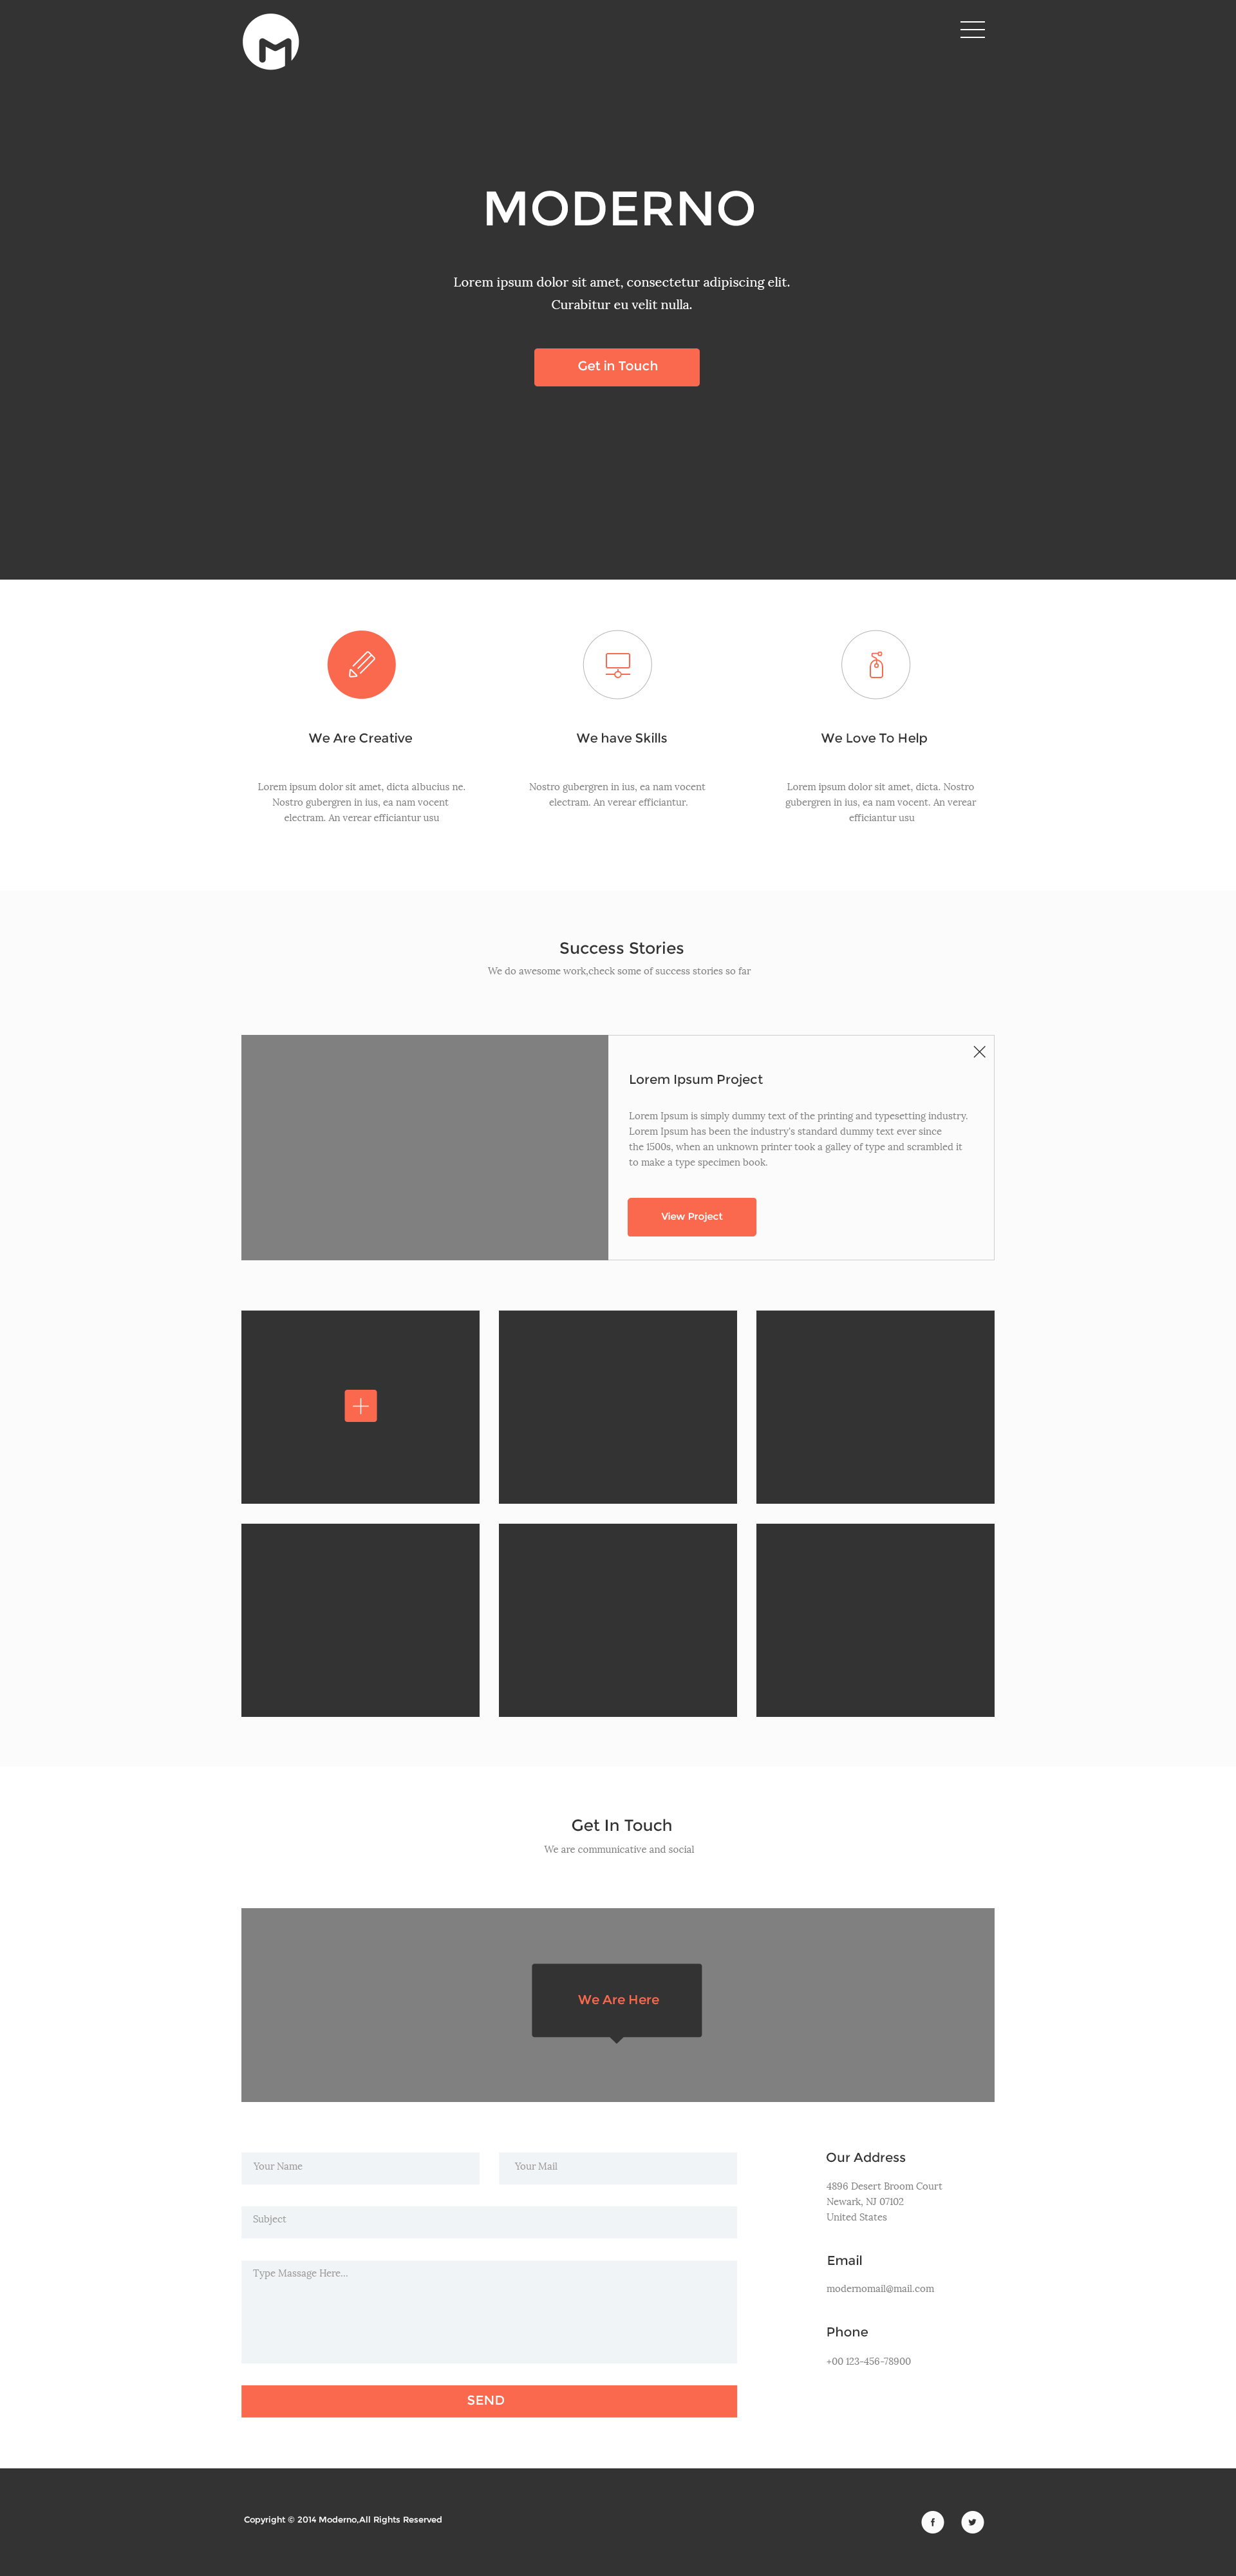 M
MODERNO
Lorem ipsum dolor sit amet, consectetur adipiscing elit.
Curabitur eu velit nulla.
Get in Touch
We Are Creative
Lorem ipsum dolor sit amet, dicta albucius ne.
Nostro gubergren in ius, ea nam vocent
electram. An verear efficiantur usu
We have Skills
Nostro gubergren in ius, ea nam vocent
electram. An verear efficiantur.
We Love To Help
Lorem ipsum dolor sit amet, dicta. Nostro
gubergren in ius, ea nam vocent. An verear
efficiantur usu
Success Stories
We do awesome work,check some of success stories so far
Lorem Ipsum Project
Lorem Ipsum is simply dummy text of the printing and typesetting industry.
Lorem Ipsum has been the industry's standard dummy text ever since
the 1500s, when an unknown printer took a galley of type and scrambled it
to make a type specimen book.
View Project
Get In Touch
We are communicative and social
We Are Here
Your Name
Your Mail
Subject
Type Massage Here...
SEND
Our Address
4896 Desert Broom Court
Newark, NJ 07102
United States
Email
modernomail@mail.com
Phone
+00 123-456-78900
Copyright © 2014 Moderno,All Rights Reserved